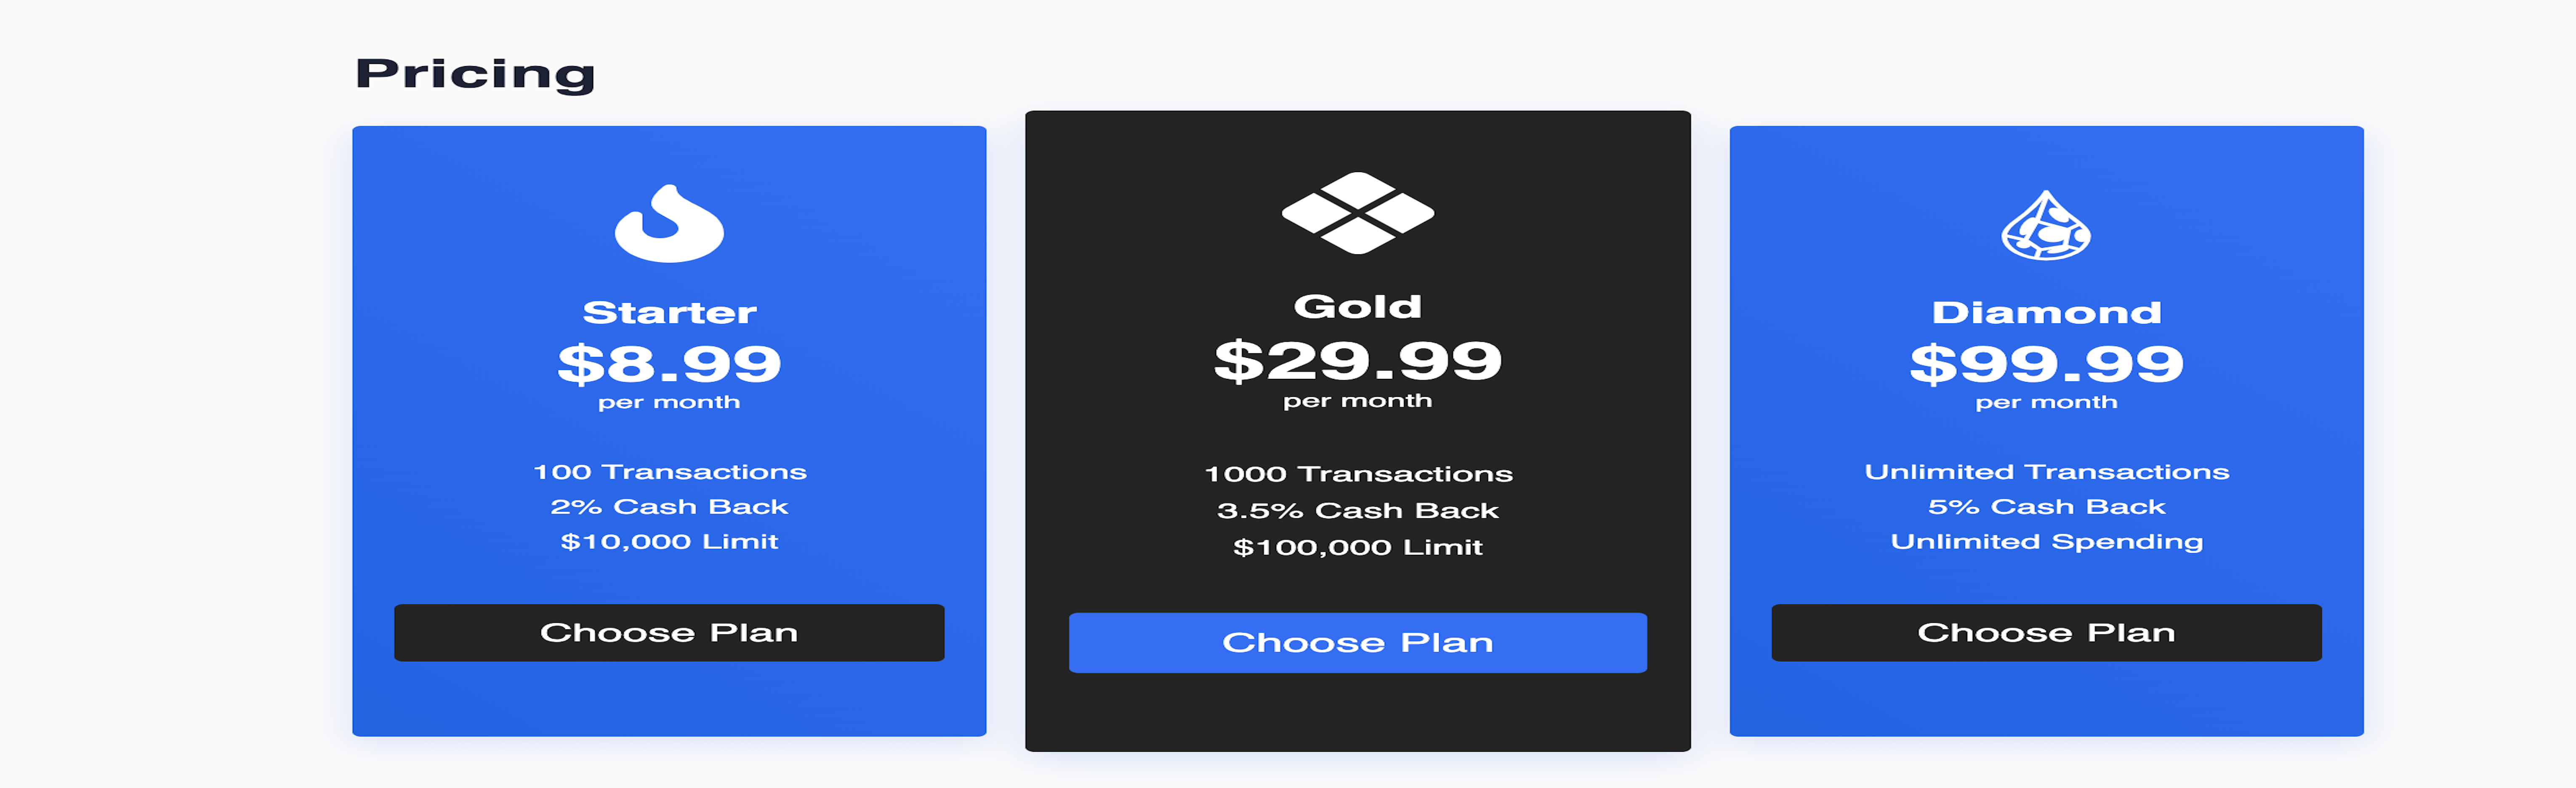 Pricing
Starter
$8.99
per month
100 Transactions
2% Cash Back
$10,000 Limit
Choose Plan
Gold
$29.99
per month
1000 Transactions
3.5% Cash Back
$100,000 Limit
Choose Plan
Diamond
$99.99
per month
Unlimited Transactions
5% Cash Back
Unlimited Spending
Choose Plan